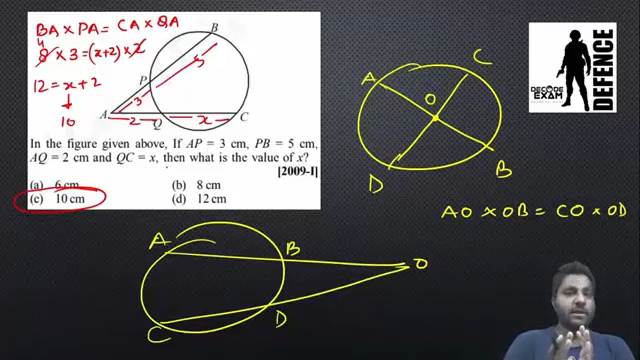 BA × PA = CA × QA
4
8 × 3 = (x+2) × 2
12 = x + 2
10
B
P
5
3
A
2
Q
x
C
In the figure given above, If AP = 3 cm, PB = 5 cm,
AQ = 2 cm and QC = x, then what is the value of x?
[2009-I]
(a) 6 cm
(b) 8 cm
(c) 10 cm
(d) 12 cm
A
C
O
D
B
AO × OB = CO × OD
A
B
O
C
D
DECODE
EXAM
DEFENCE